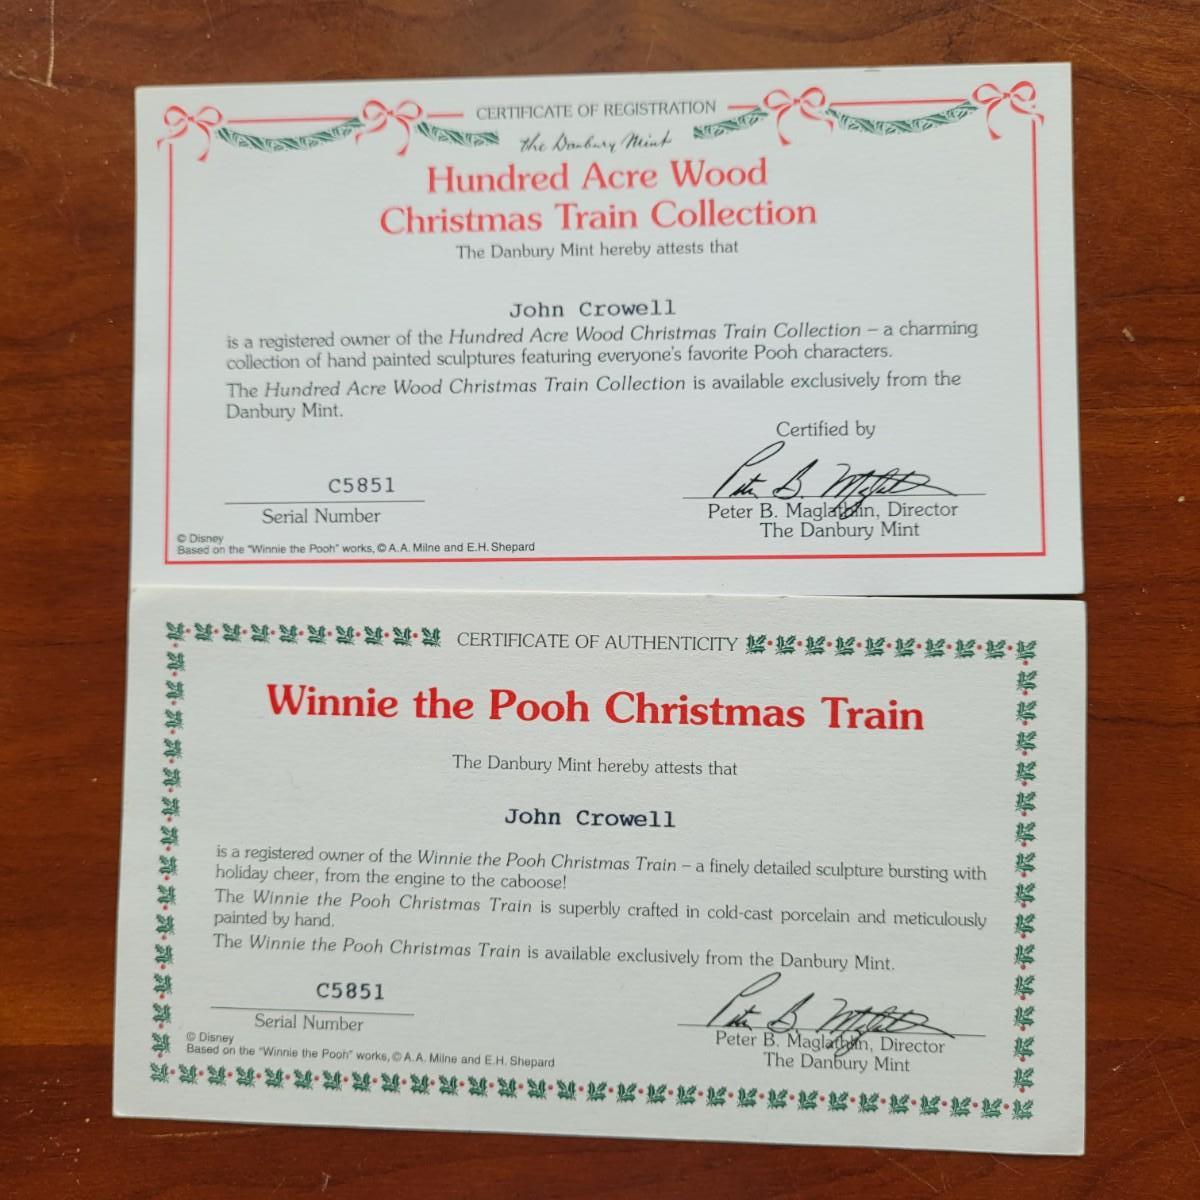 CERTIFICATE OF REGISTRATION
the Danbury Mint
Hundred Acre Wood
Christmas Train Collection
The Danbury Mint hereby attests that
John Crowell
is a registered owner of the Hundred Acre Wood Christmas Train Collection – a charming
collection of hand painted sculptures featuring everyone's favorite Pooh characters.
The Hundred Acre Wood Christmas Train Collection is available exclusively from the
Danbury Mint.
Certified by
Peter B. Maglathlin
C5851
Serial Number
Peter B. Maglathlin, Director
The Danbury Mint
© Disney
Based on the "Winnie the Pooh" works, © A.A. Milne and E.H. Shepard
CERTIFICATE OF AUTHENTICITY
Winnie the Pooh Christmas Train
The Danbury Mint hereby attests that
John Crowell
is a registered owner of the Winnie the Pooh Christmas Train – a finely detailed sculpture bursting with
holiday cheer, from the engine to the caboose!
The Winnie the Pooh Christmas Train is superbly crafted in cold-cast porcelain and meticulously
painted by hand.
The Winnie the Pooh Christmas Train is available exclusively from the Danbury Mint.
Peter B. Maglathlin
C5851
Serial Number
Peter B. Maglathlin, Director
The Danbury Mint
© Disney
Based on the "Winnie the Pooh" works, © A.A. Milne and E.H. Shepard